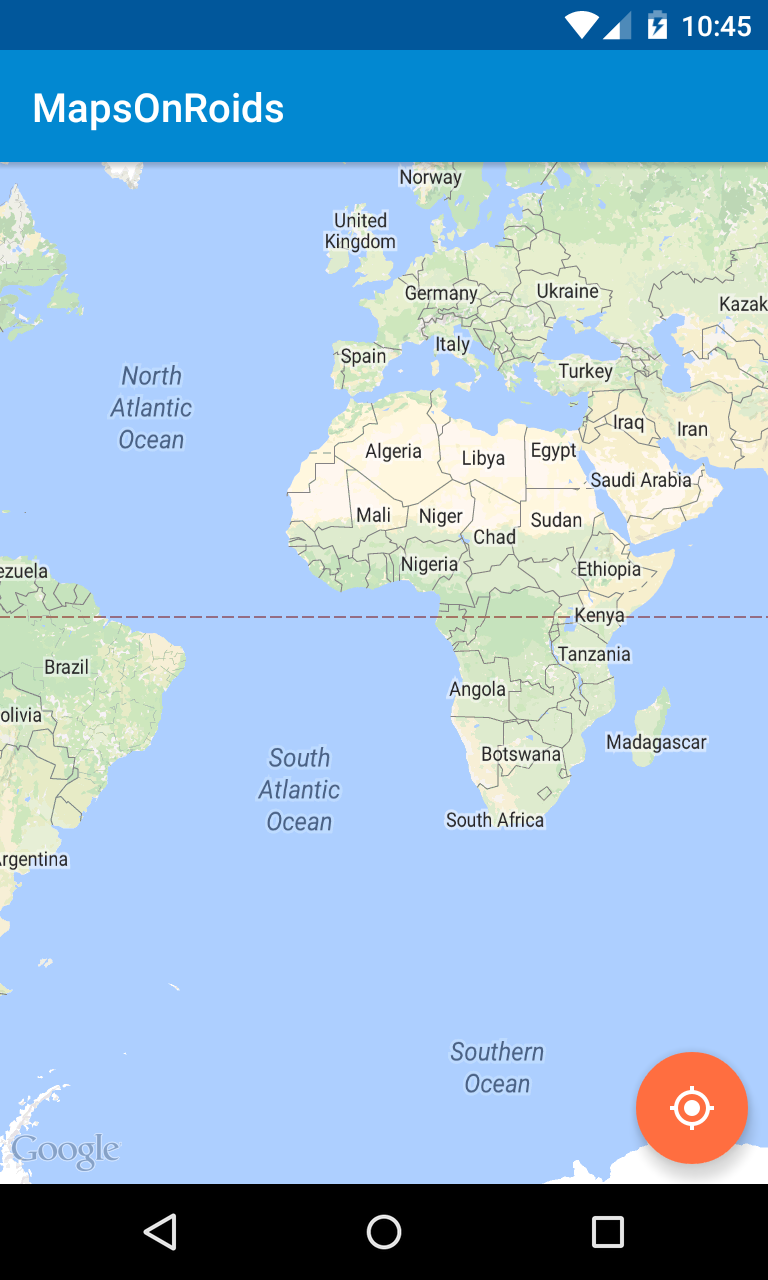 10:45
MapsOnRoids
Norway
United
Kingdom
Germany
Ukraine
Kazak
Italy
Spain
Turkey
North
Atlantic
Ocean
Iraq
Iran
Algeria
Libya
Egypt
Saudi Arabia
Mali
Niger
Sudan
Chad
Nigeria
Ethiopia
ezuela
Kenya
Tanzania
Brazil
Angola
olivia
Madagascar
Botswana
South
Atlantic
Ocean
South Africa
rgentina
Southern
Ocean
Google